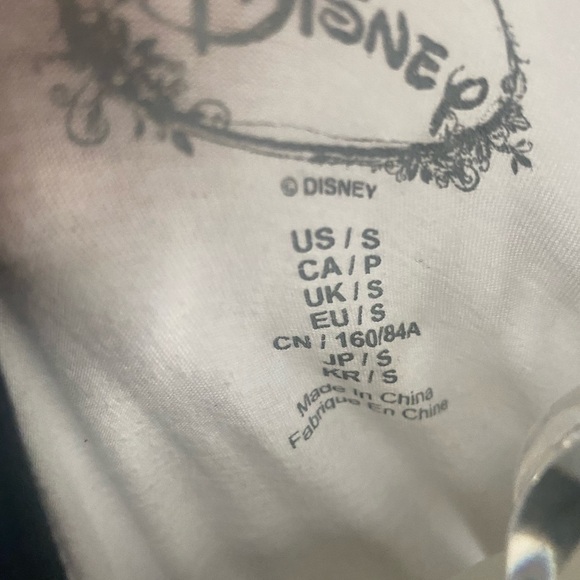 DISNEY
© DISNEY
US / S
CA / P
UK / S
EU / S
CN / 160/84A
JP / S
KR / S
Made In China
Fabriqué En Chine